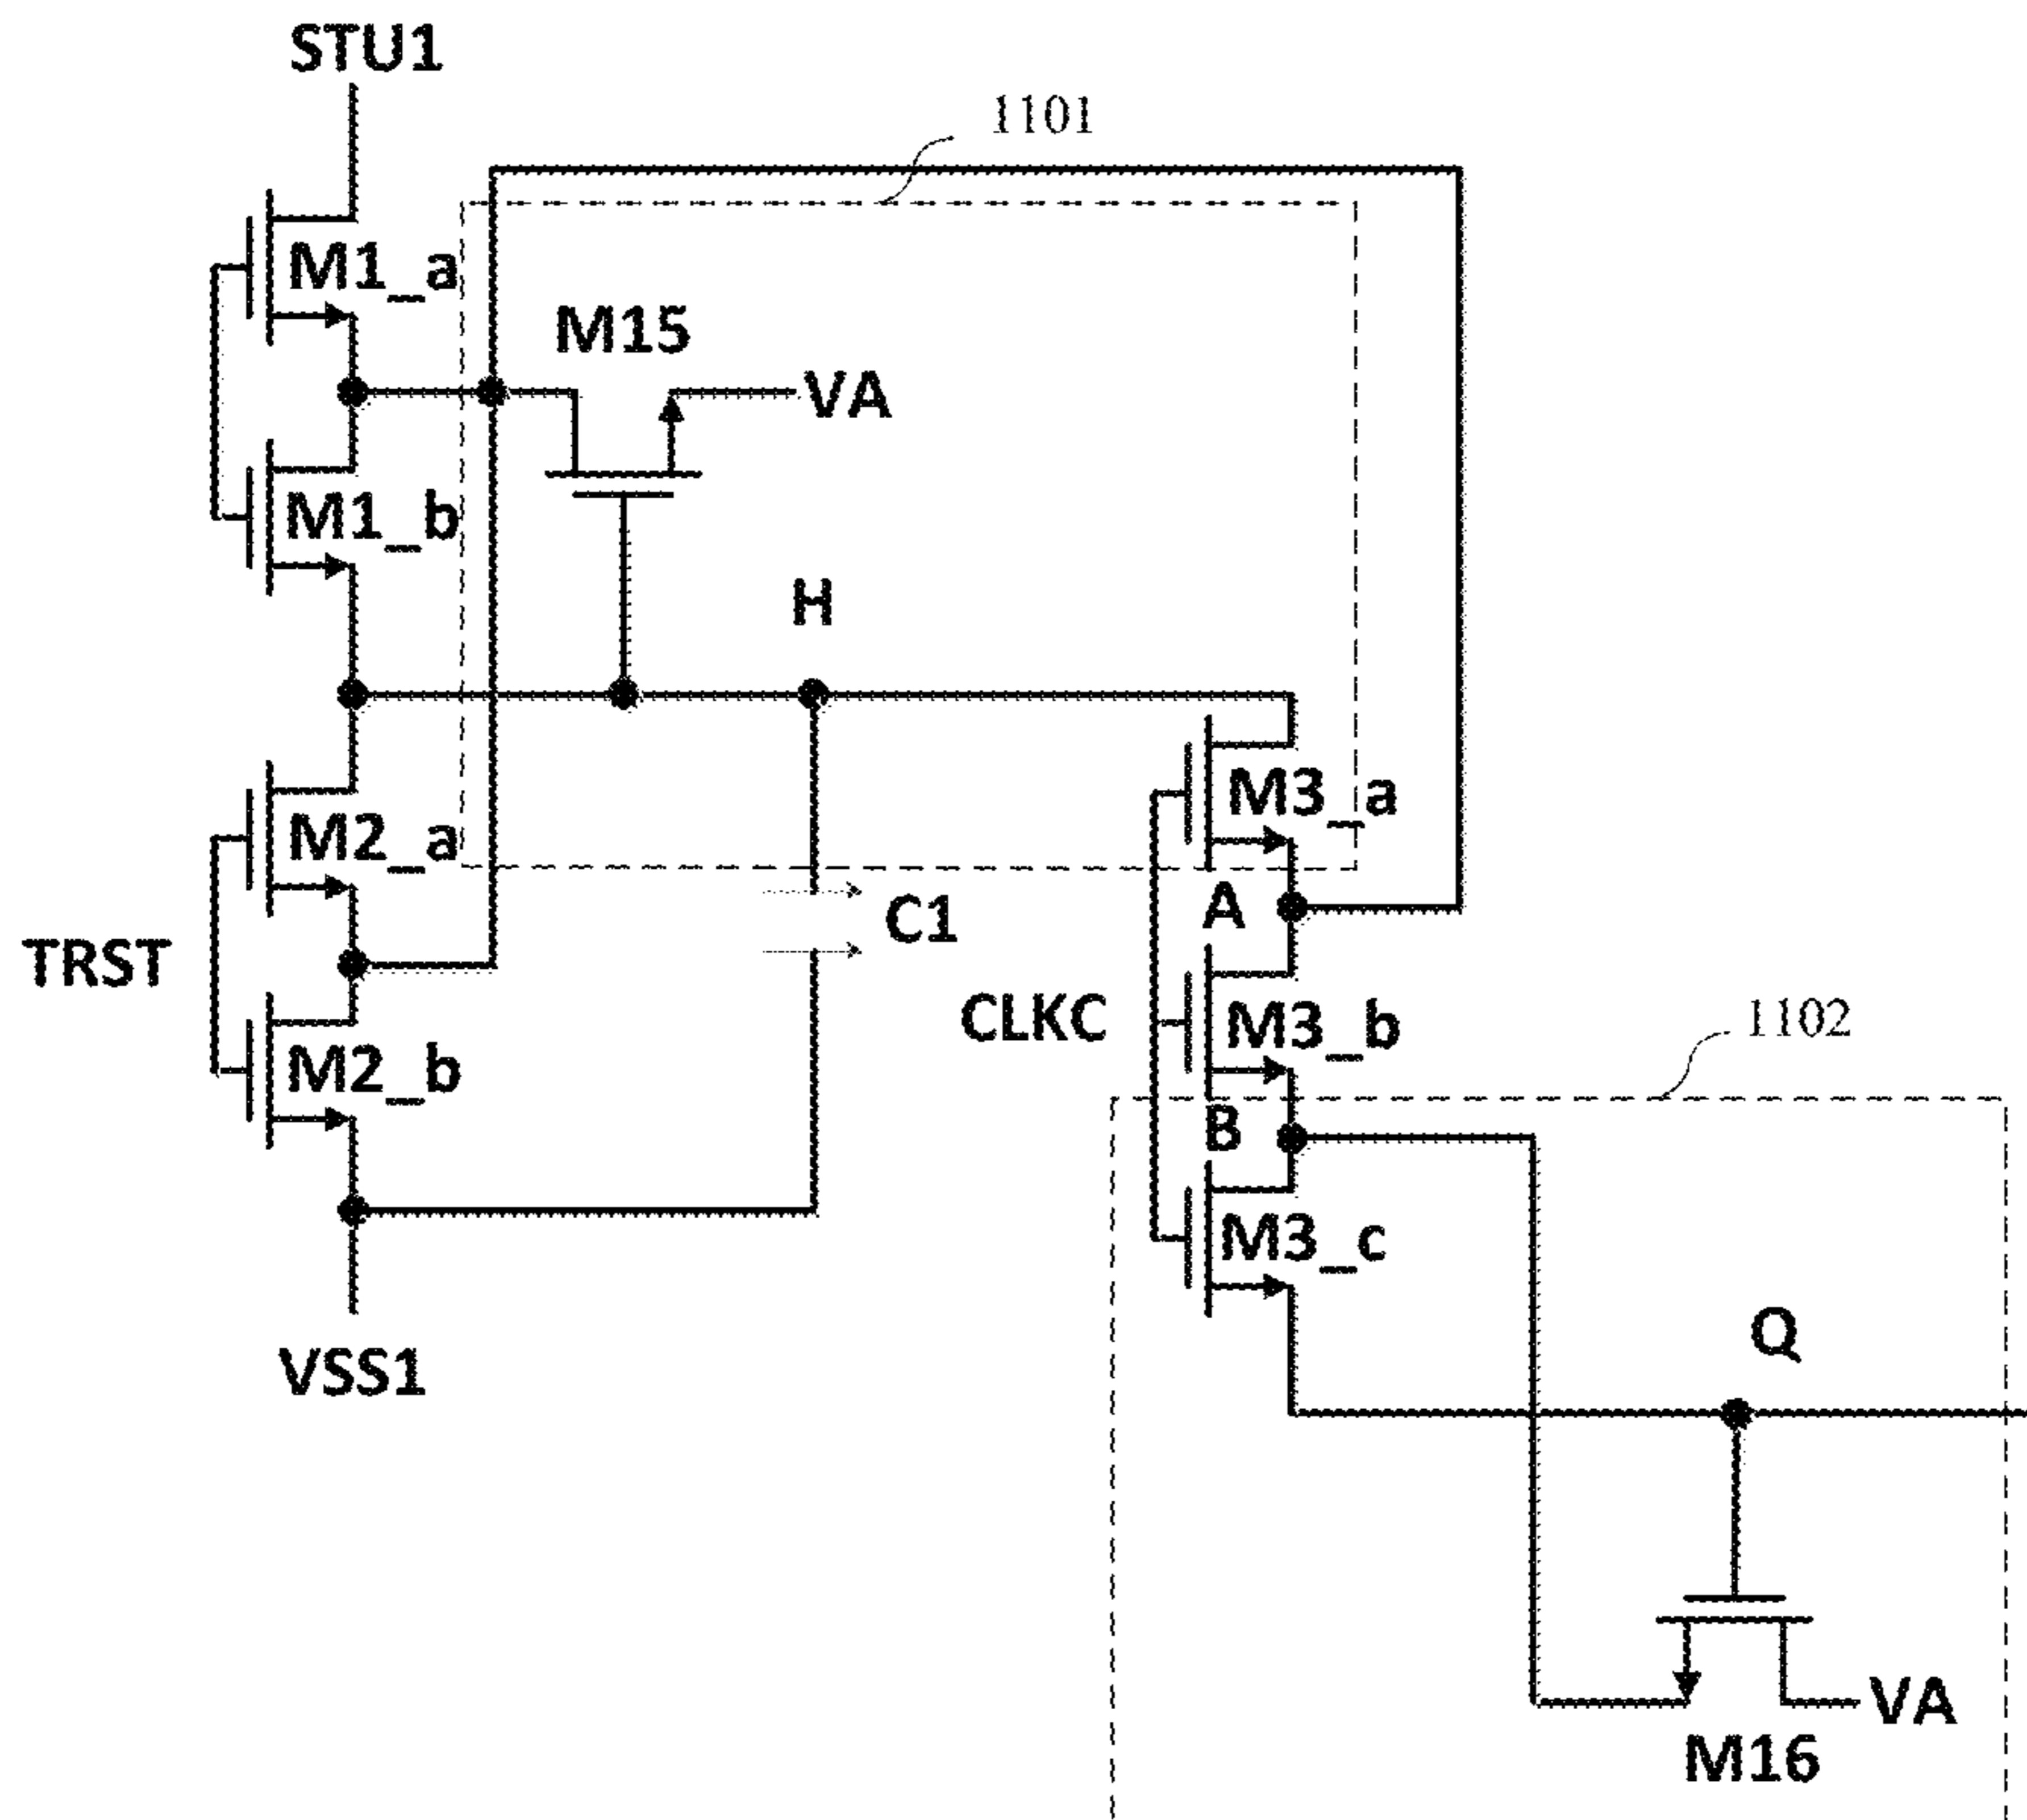 STU1
1101
M1_a
M15
VA
M1_b
H
M3_a
M2_a
A
C1
TRST
CLKC
M3_b
1102
M2_b
B
M3_c
Q
VSS1
VA
M16